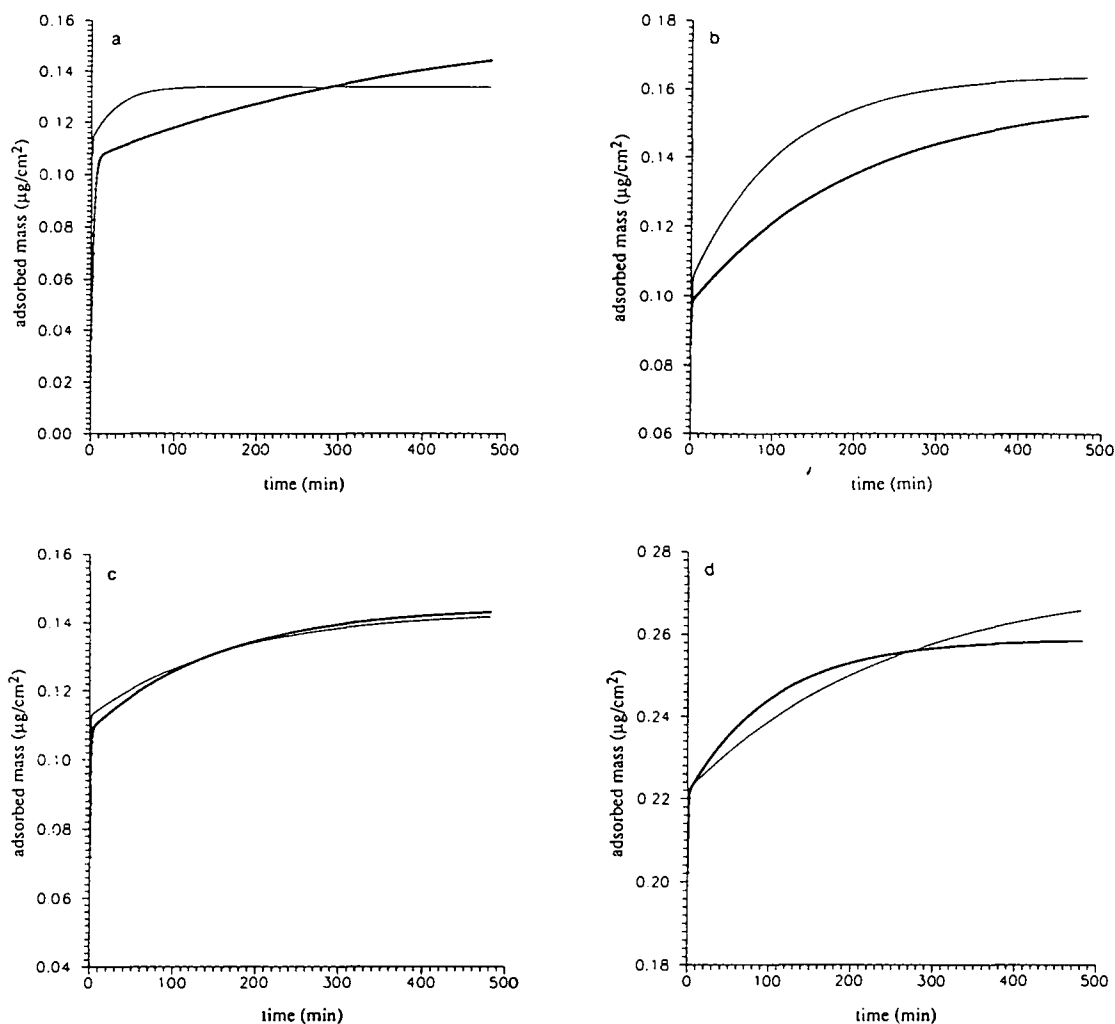 a
0.16
0.14
0.12
0.10
0.08
0.06
0.04
0.02
0.00
adsorbed mass (µg/cm²)
0 100 200 300 400 500
time (min)
b
0.18
0.16
0.14
0.12
0.10
0.08
0.06
adsorbed mass (µg/cm²)
0 100 200 300 400 500
time (min)
c
0.16
0.14
0.12
0.10
0.08
0.06
0.04
adsorbed mass (µg/cm²)
0 100 200 300 400 500
time (min)
d
0.28
0.26
0.24
0.22
0.20
0.18
adsorbed mass (µg/cm²)
0 100 200 300 400 500
time (min)